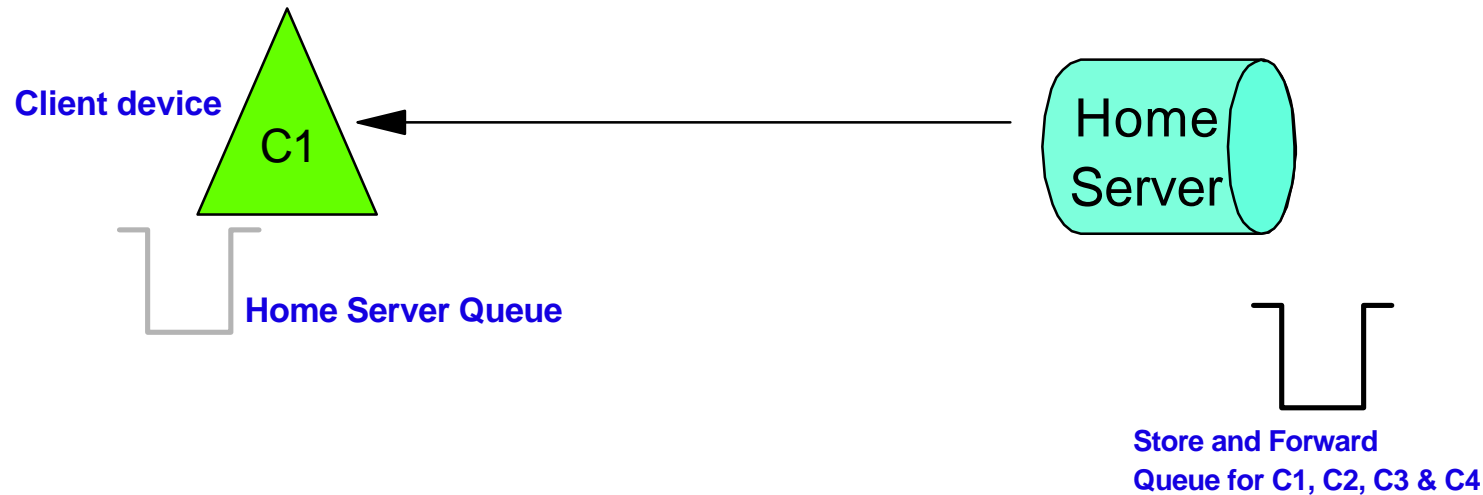 Client device
C1
Home
Server
Home Server Queue
Store and Forward
Queue for C1, C2, C3 & C4